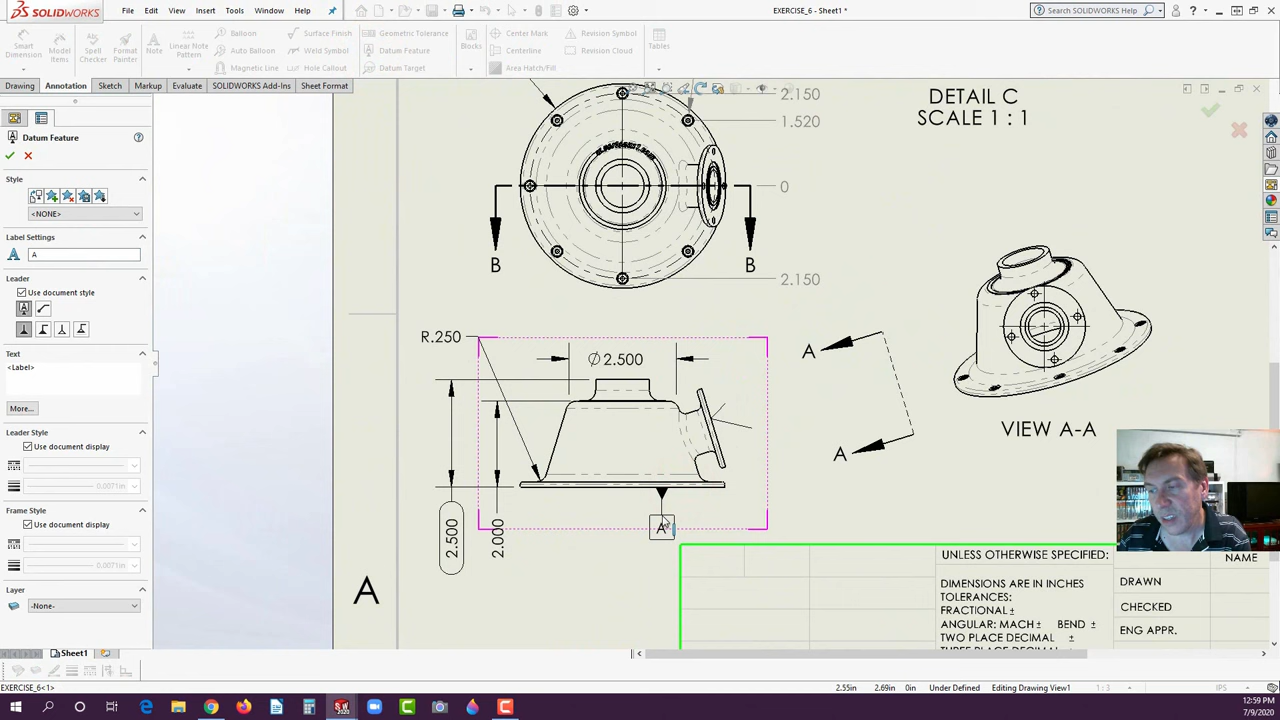 SOLIDWORKS File Edit View Insert Tools Window Help EXERCISE_6 - Sheet1 * Search SOLIDWORKS Help
Smart Dimension
Model Items
Spell Checker
Format Painter
Note
Linear Note Pattern
Balloon
Auto Balloon
Magnetic Line
Surface Finish
Weld Symbol
Hole Callout
Geometric Tolerance
Datum Feature
Datum Target
Blocks
Center Mark
Centerline
Area Hatch/Fill
Revision Symbol
Revision Cloud
Tables
Drawing Annotation Sketch Markup Evaluate SOLIDWORKS Add-Ins Sheet Format
Datum Feature
Style
<NONE>
Label Settings
A
Leader
Use document style
Text
<Label>
More...
Leader Style
Use document display
0.0071in
Frame Style
Use document display
0.0071in
Layer
-None-
2.150
1.520
0
2.150
B B
DETAIL C
SCALE 1 : 1
R.250
Ø 2.500
2.500
2.000
A
A
A
VIEW A-A
A
UNLESS OTHERWISE SPECIFIED:
DIMENSIONS ARE IN INCHES
TOLERANCES:
FRACTIONAL ±
ANGULAR: MACH ± BEND ±
TWO PLACE DECIMAL ±
NAME
DRAWN
CHECKED
ENG APPR.
Sheet1
EXERCISE_6<1> 2.55in 2.69in 0in Under Defined Editing Drawing View1 1 : 3 IPS
12:59 PM
7/9/2020